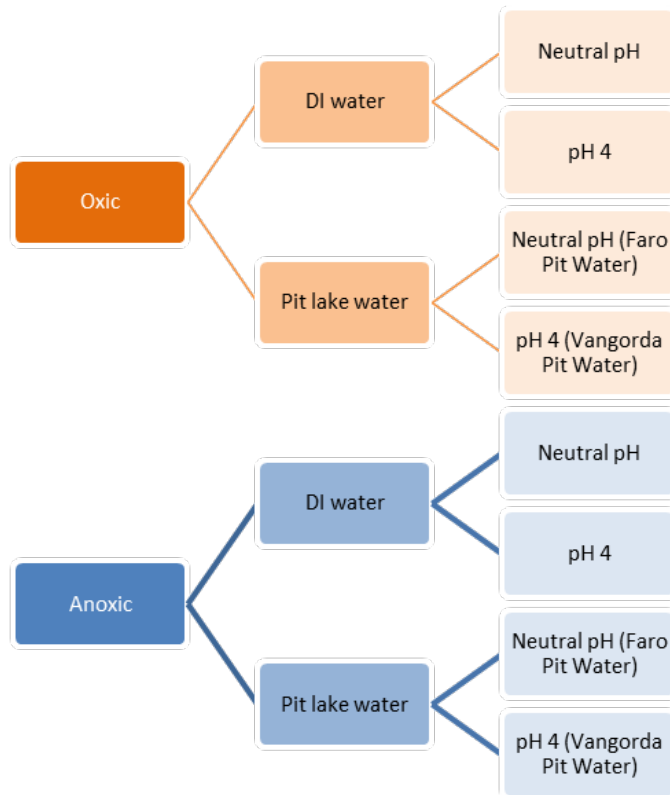 Neutral pH
DI water
pH 4
Oxic
Neutral pH (Faro
Pit Water)
Pit lake water
pH 4 (Vangorda
Pit Water)
Neutral pH
DI water
pH 4
Anoxic
Neutral pH (Faro
Pit Water)
Pit lake water
pH 4 (Vangorda
Pit Water)